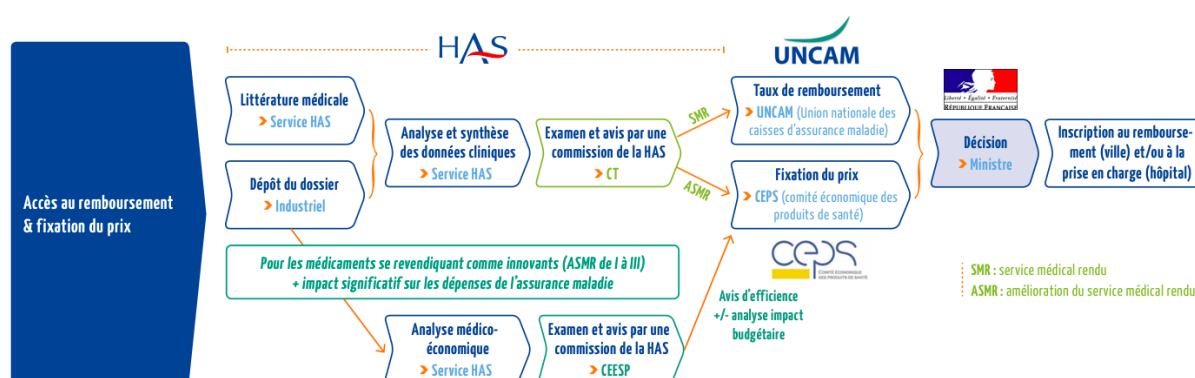 HAS
UNCAM
Liberté • Égalité • Fraternité
RÉPUBLIQUE FRANÇAISE
Accès au remboursement
& fixation du prix
Littérature médicale
> Service HAS
Dépôt du dossier
> Industriel
Analyse et synthèse
des données cliniques
> Service HAS
Examen et avis par une
commission de la HAS
> CT
SMR
ASMR
Taux de remboursement
> UNCAM (Union nationale des
caisses d'assurance maladie)
Fixation du prix
> CEPS (comité économique des
produits de santé)
Décision
> Ministre
Inscription au rembourse-
ment (ville) et/ou à la
prise en charge (hôpital)
Pour les médicaments se revendiquant comme innovants (ASMR de I à III)
+ impact significatif sur les dépenses de l'assurance maladie
ceps
COMITÉ ÉCONOMIQUE
DES PRODUITS DE SANTÉ
SMR : service médical rendu
ASMR : amélioration du service médical rendu
Avis d'efficience
+/- analyse impact
budgétaire
Analyse médico-
économique
> Service HAS
Examen et avis par une
commission de la HAS
> CEESP